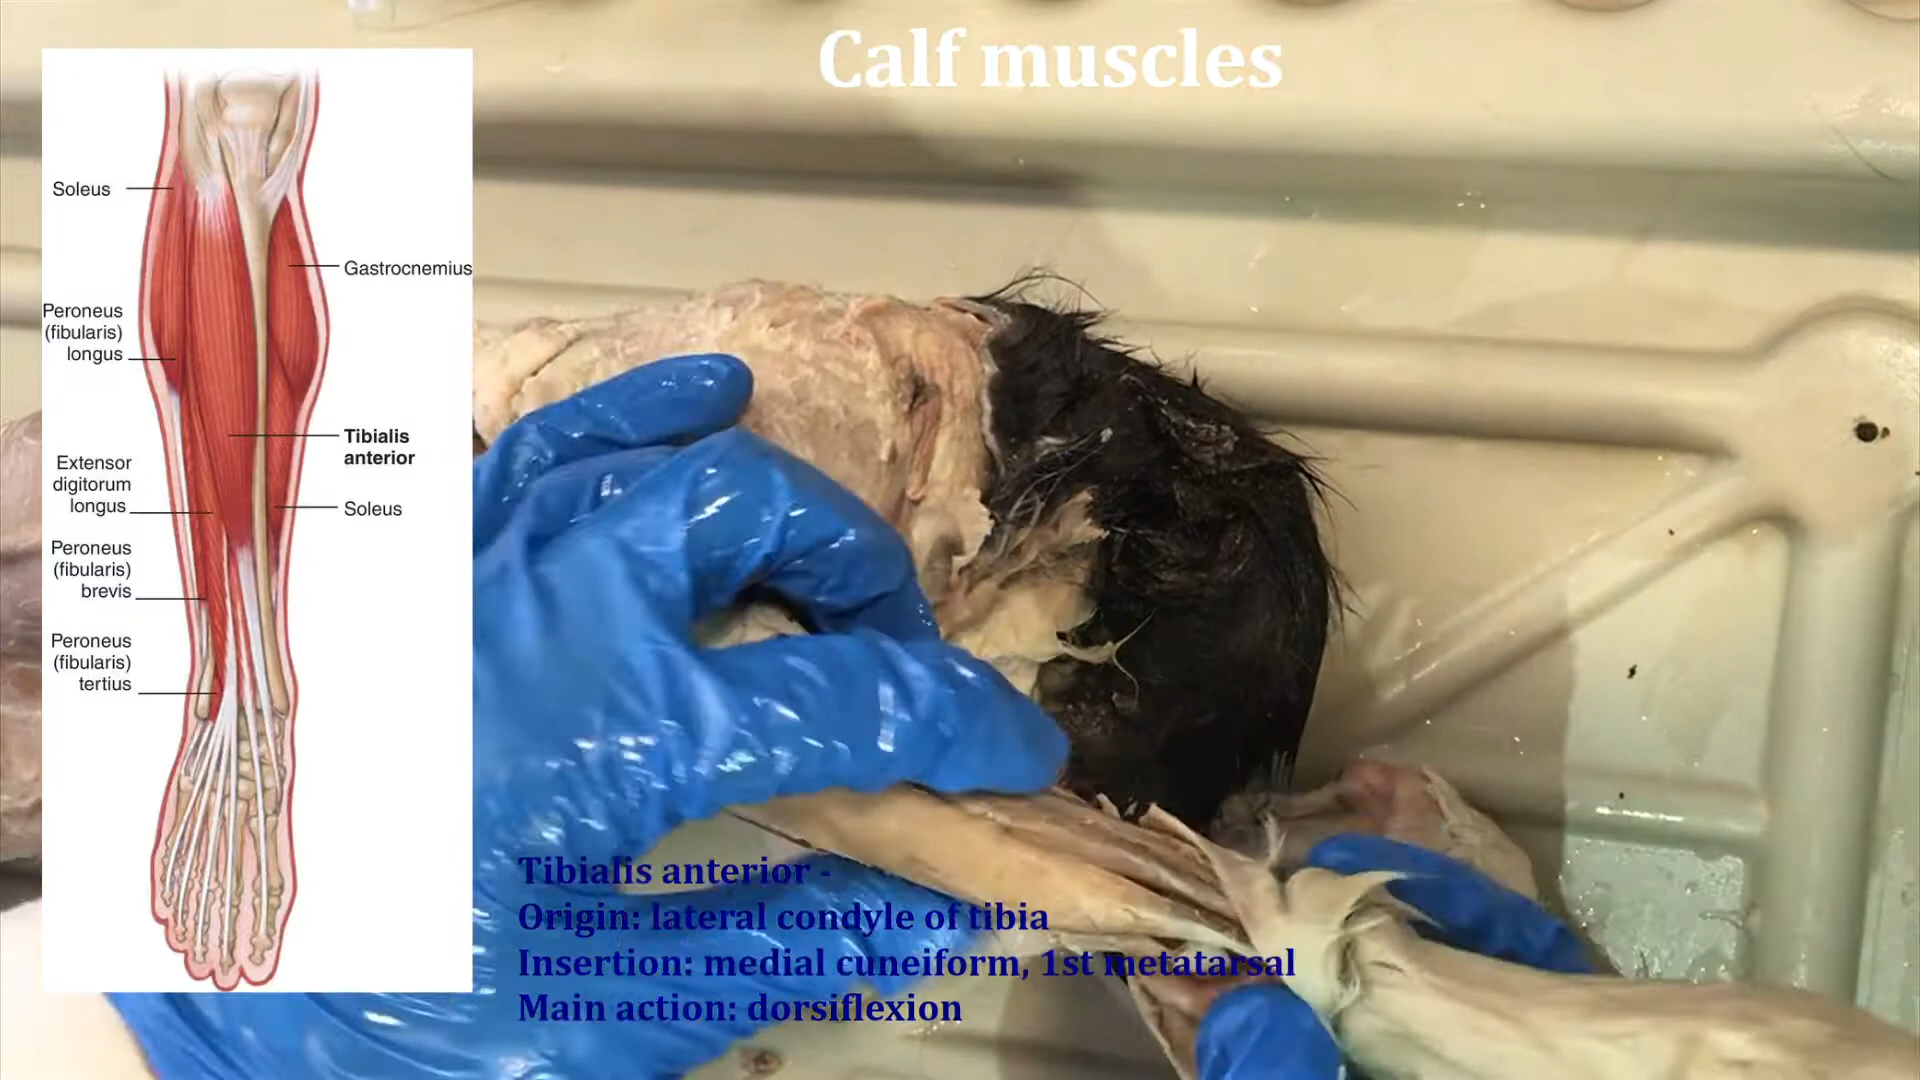 Calf muscles
Soleus
Gastrocnemius
Peroneus
(fibularis)
longus
Tibialis
anterior
Extensor
digitorum
longus
Soleus
Peroneus
(fibularis)
brevis
Peroneus
(fibularis)
tertius
Tibialis anterior -
Origin: lateral condyle of tibia
Insertion: medial cuneiform, 1st metatarsal
Main action: dorsiflexion